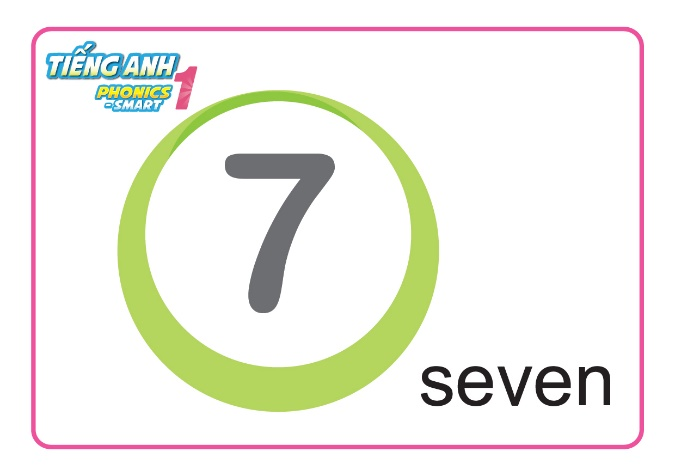 TIẾNG ANH 1
PHONICS
-SMART
7
seven